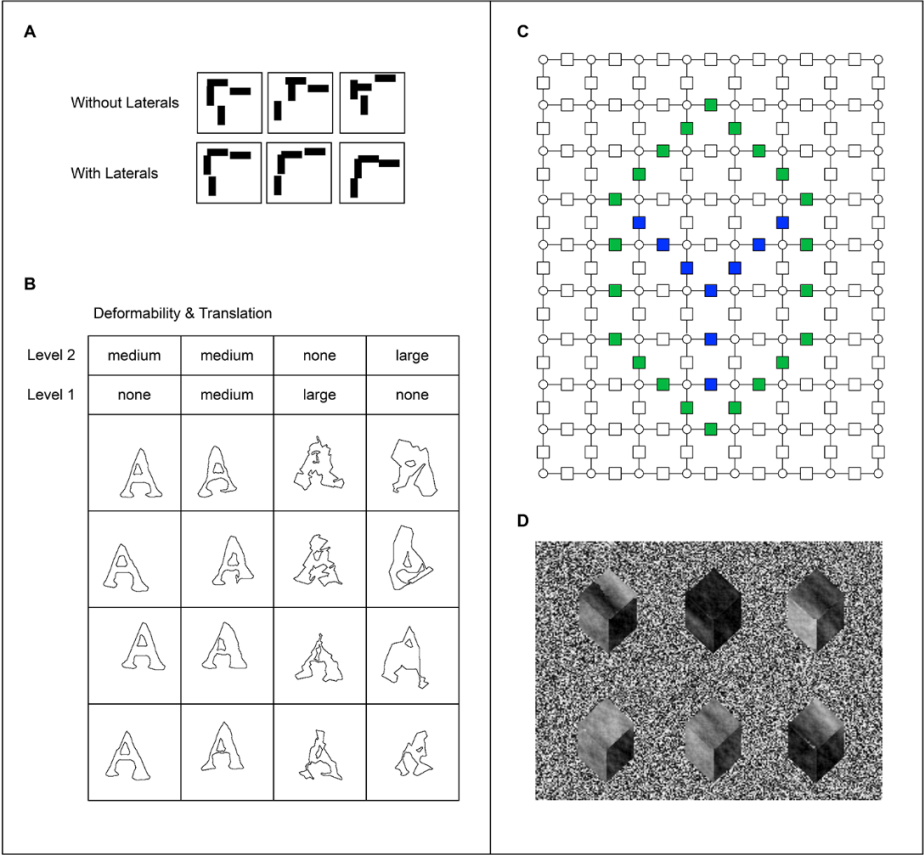 A
Without Laterals
With Laterals
B
Deformability & Translation
Level 2 medium medium none large
Level 1 none medium large none
C
D